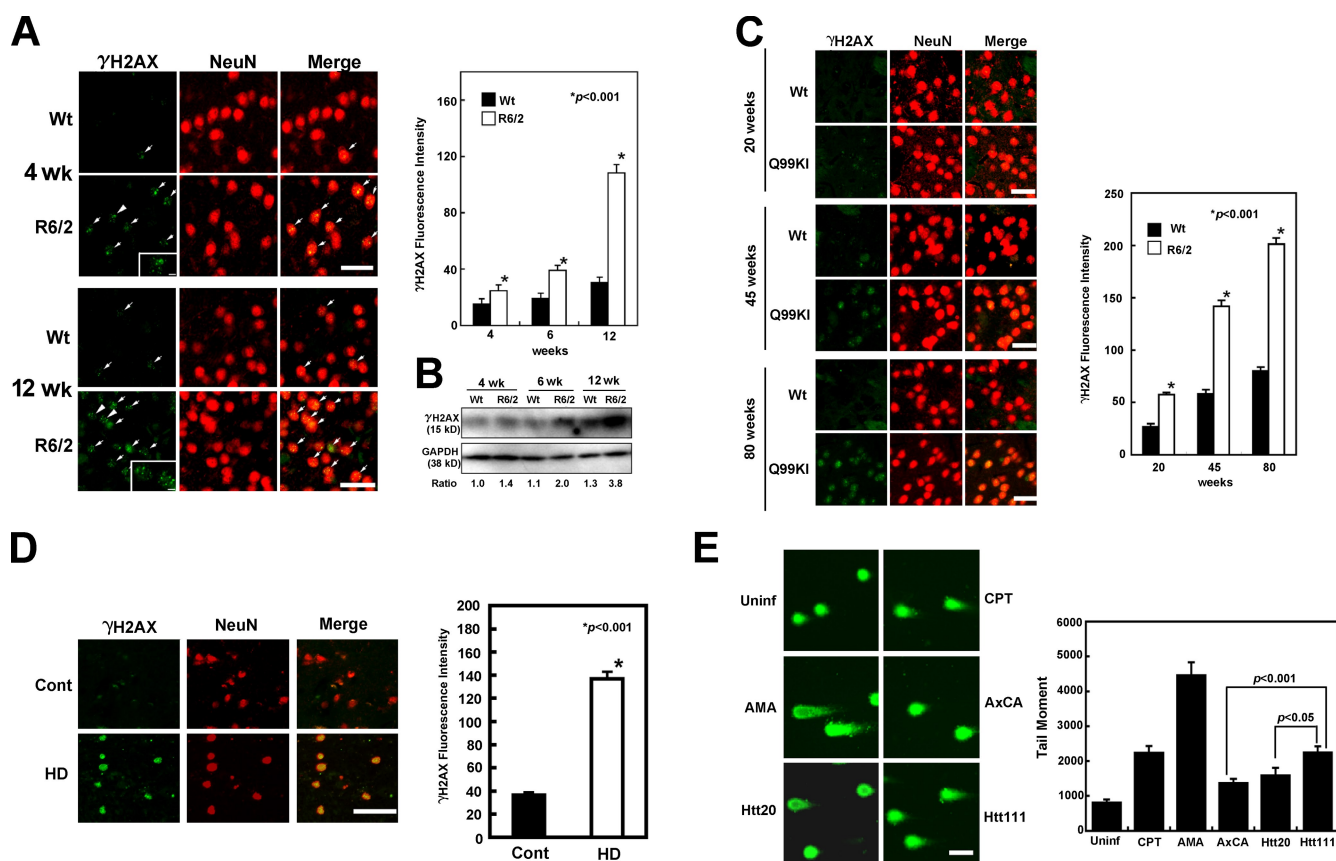 A
γH2AX NeuN Merge
Wt
4 wk
R6/2
Wt
12 wk
R6/2
γH2AX Fluorescence Intensity
160
120
80
40
0
Wt
R6/2
*p<0.001
*
*
*
4 6 12
weeks
B
4 wk 6 wk 12 wk
Wt R6/2 Wt R6/2 Wt R6/2
γH2AX
(15 kD)
GAPDH
(38 kD)
Ratio 1.0 1.4 1.1 2.0 1.3 3.8
C
γH2AX NeuN Merge
20 weeks
Wt
Q99KI
45 weeks
Wt
Q99KI
80 weeks
Wt
Q99KI
γH2AX Fluorescence Intensity
250
200
150
100
50
0
*p<0.001
Wt
R6/2
*
*
*
20 45 80
weeks
D
γH2AX NeuN Merge
Cont
HD
γH2AX Fluorescence Intensity
200
180
160
140
120
100
80
60
40
20
0
*p<0.001
*
Cont HD
E
Uninf
CPT
AMA
AxCA
Htt20
Htt111
Tail Moment
6000
5000
4000
3000
2000
1000
0
p<0.001
p<0.05
Uninf CPT AMA AxCA Htt20 Htt111